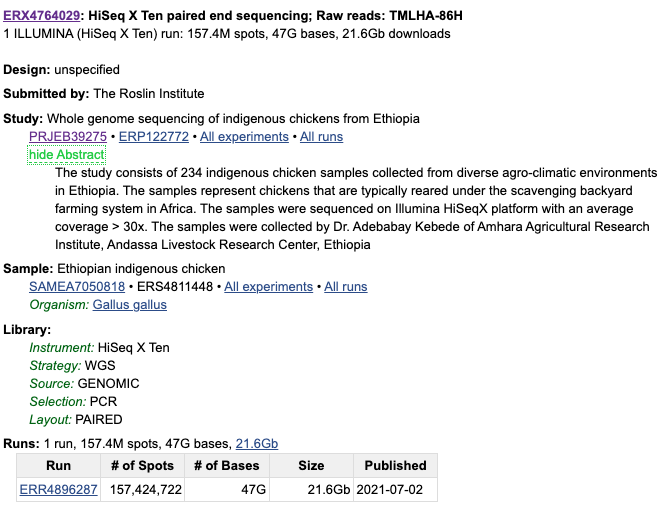 ERX4764029: HiSeq X Ten paired end sequencing; Raw reads: TMLHA-86H
1 ILLUMINA (HiSeq X Ten) run: 157.4M spots, 47G bases, 21.6Gb downloads
Design: unspecified
Submitted by: The Roslin Institute
Study: Whole genome sequencing of indigenous chickens from Ethiopia
PRJEB39275 • ERP122772 • All experiments • All runs
hide Abstract
The study consists of 234 indigenous chicken samples collected from diverse agro-climatic environments
in Ethiopia. The samples represent chickens that are typically reared under the scavenging backyard
farming system in Africa. The samples were sequenced on Illumina HiSeqX platform with an average
coverage > 30x. The samples were collected by Dr. Adebabay Kebede of Amhara Agricultural Research
Institute, Andassa Livestock Research Center, Ethiopia
Sample: Ethiopian indigenous chicken
SAMEA7050818 • ERS4811448 • All experiments • All runs
Organism: Gallus gallus
Library:
Instrument: HiSeq X Ten
Strategy: WGS
Source: GENOMIC
Selection: PCR
Layout: PAIRED
Runs: 1 run, 157.4M spots, 47G bases, 21.6Gb
Run # of Spots # of Bases Size Published
ERR4896287 157,424,722 47G 21.6Gb 2021-07-02